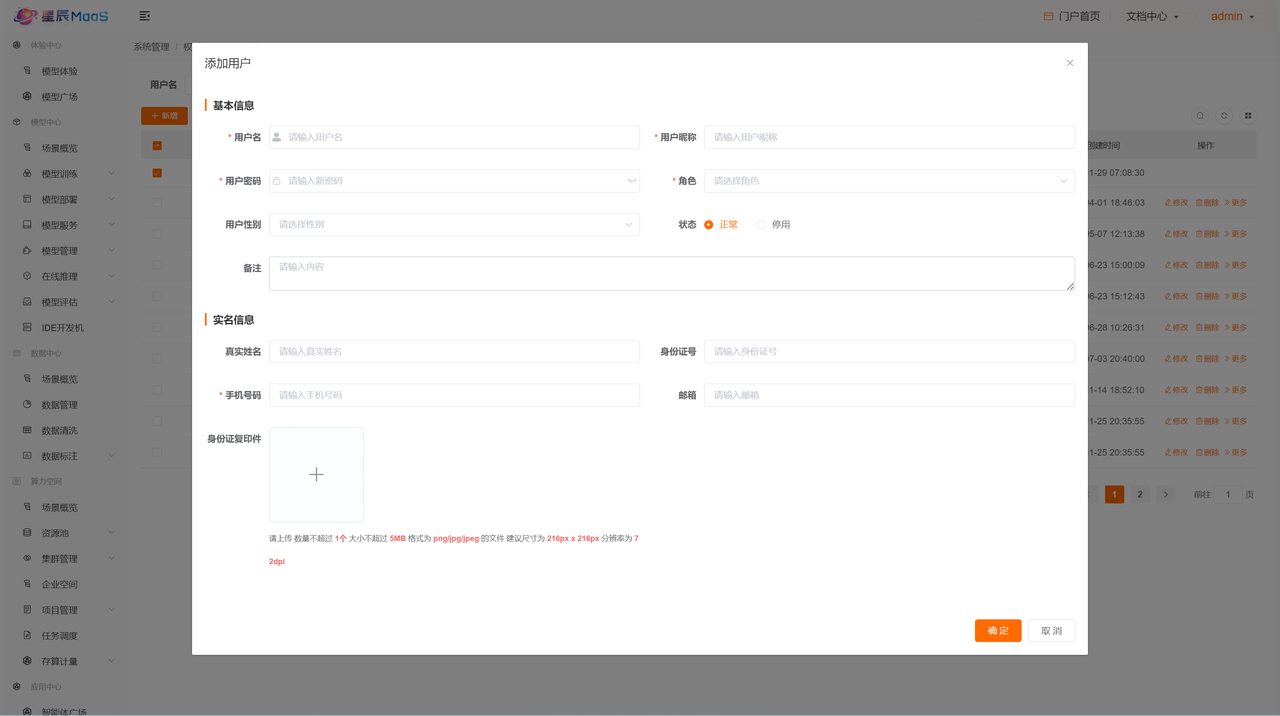 星辰MaaS
门户首页
文档中心
admin
体验中心
模型体验
模型广场
模型中心
场景概览
模型训练
模型部署
模型服务
模型管理
在线推理
模型评估
IDE开发机
数据中心
场景概览
数据管理
数据清洗
数据标注
算力空间
场景概览
资源池
集群管理
企业空间
项目管理
任务调度
存算计量
应用中心
智能体广场
系统管理 / 权
用户名
新增
添加用户
基本信息
* 用户名 请输入用户名
* 用户昵称 请输入用户昵称
* 用户密码 请输入新密码
* 角色 请选择角色
用户性别 请选择性别
状态 正常 停用
备注 请输入内容
实名信息
真实姓名 请输入真实姓名
身份证号 请输入身份证号
* 手机号码 请输入手机号码
邮箱 请输入邮箱
身份证复印件
请上传 数量不超过 1个 大小不超过 5MB 格式为 png/jpg/jpeg 的文件 建议尺寸为 216px x 216px 分辨率为 7
2dpi
确 定
取 消
创建时间 操作
1-29 07:08:30
04-01 18:46:03 修改 删除 更多
05-07 12:13:38 修改 删除 更多
06-23 15:00:09 修改 删除 更多
06-23 15:12:43 修改 删除 更多
06-28 10:26:31 修改 删除 更多
07-03 20:40:00 修改 删除 更多
1-14 18:52:10 修改 删除 更多
1-25 20:35:55 修改 删除 更多
1-25 20:35:55 修改 删除 更多
1 2 前往 1 页